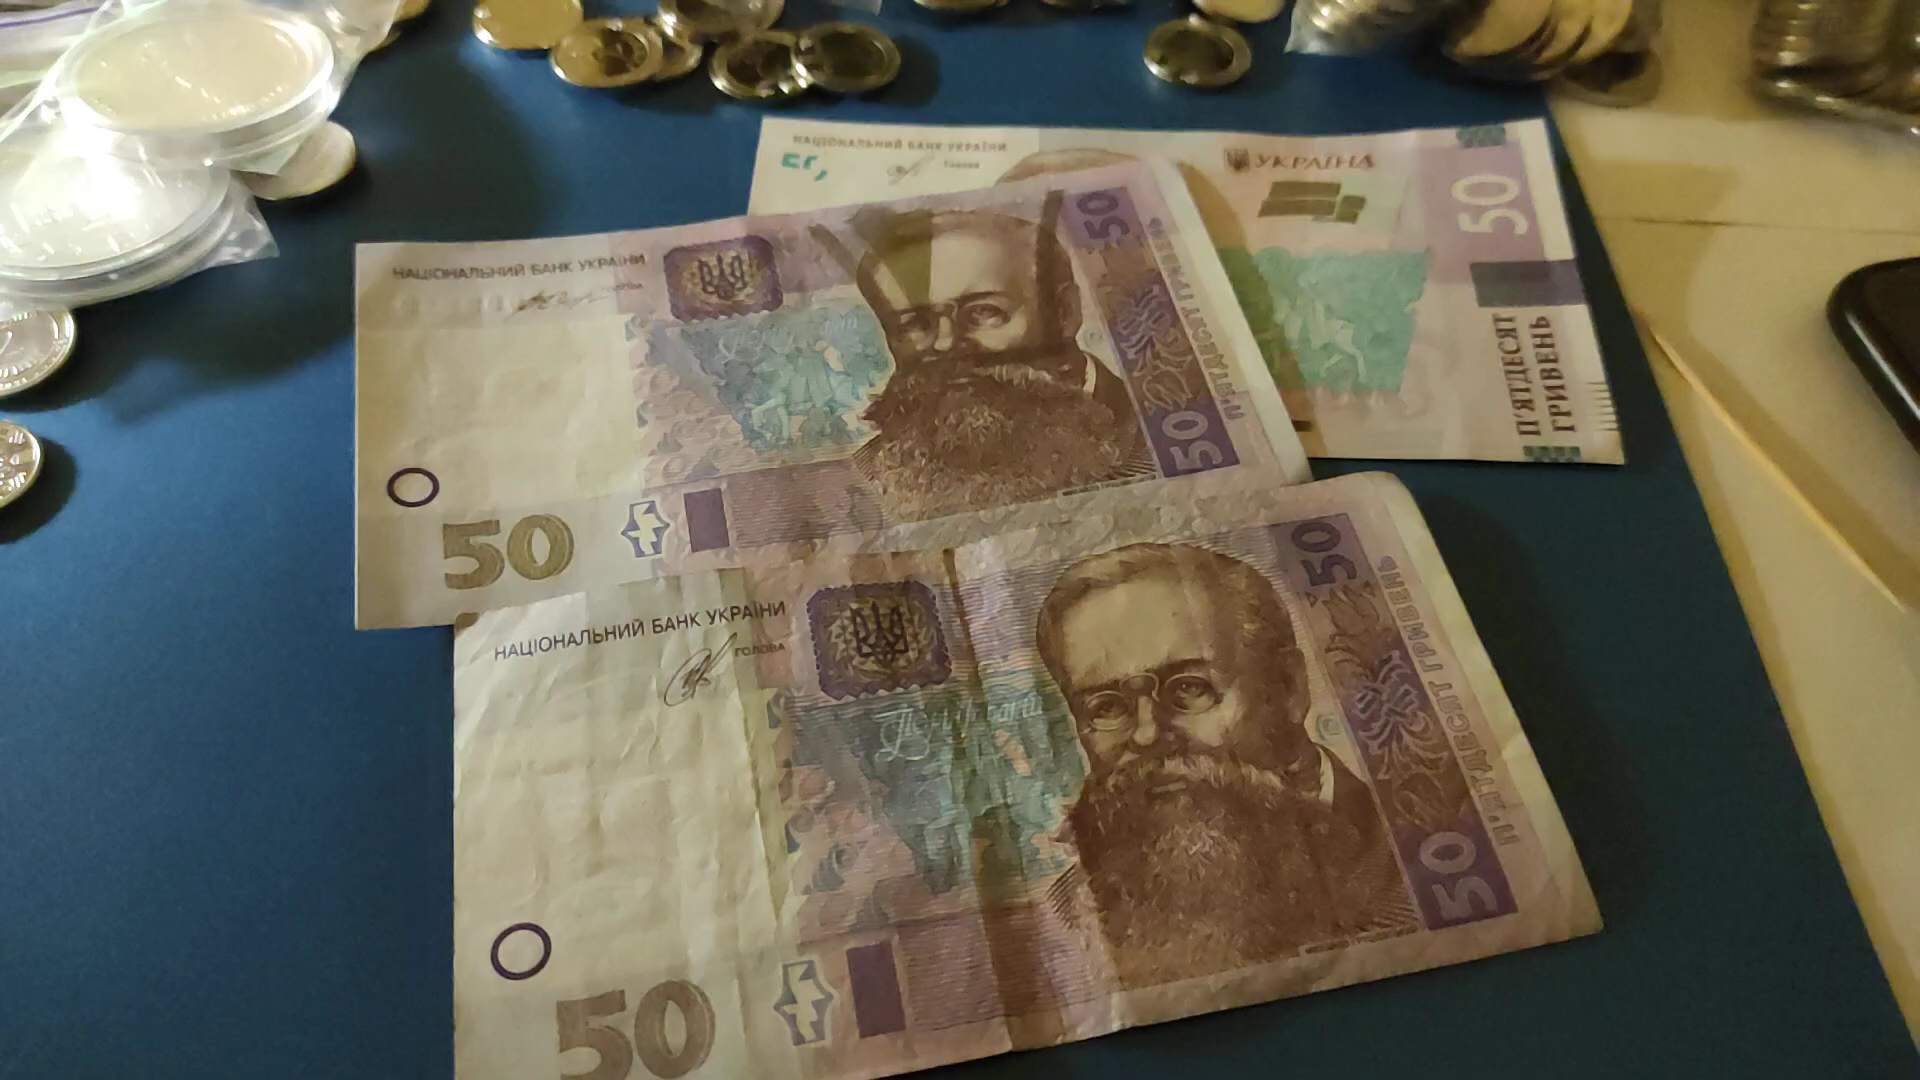 НАЦІОНАЛЬНИЙ БАНК УКРАЇНИ
Голова
УКРАЇНА
50
П'ЯТДЕСЯТ
ГРИВЕНЬ
НАЦІОНАЛЬНИЙ БАНК УКРАЇНИ
50
П'ЯТДЕСЯТ ГРИВЕНЬ
50
50
НАЦІОНАЛЬНИЙ БАНК УКРАЇНИ
ГОЛОВА
50
П'ЯТДЕСЯТ ГРИВЕНЬ
50
50